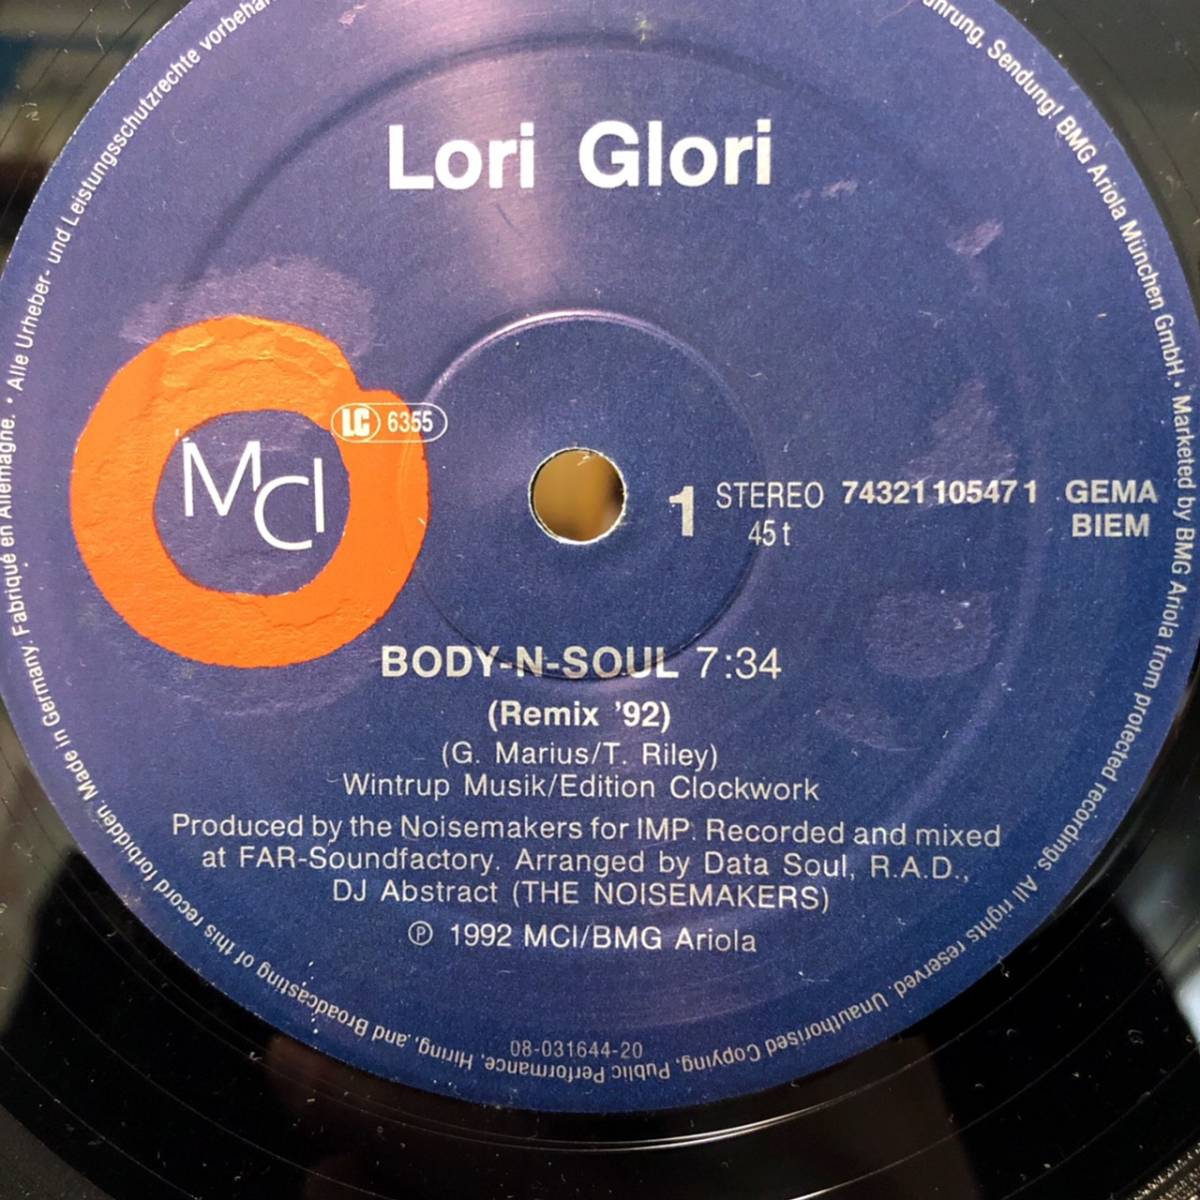 Lori Glori
MCI
LC 6355
1 STEREO 74321 10547 1 GEMA
45 t BIEM
BODY-N-SOUL 7:34
(Remix '92)
(G. Marius/T. Riley)
Wintrup Musik/Edition Clockwork
Produced by the Noisemakers for IMP. Recorded and mixed
at FAR-Soundfactory. Arranged by Data Soul, R.A.D.,
DJ Abstract (THE NOISEMAKERS)
℗ 1992 MCI/BMG Ariola
08-031644-20
Alle Urheber- und Leistungsschutzrechte
Sendung! BMG Ariola München GmbH. • Marketed by BMG Ariola from protected recordings. All rights reserved. Unauthorised Copying, Public Performance, Hiring, and Broadcasting of this record forbidden. Made in Germany. Fabriqué en Allemagne. •